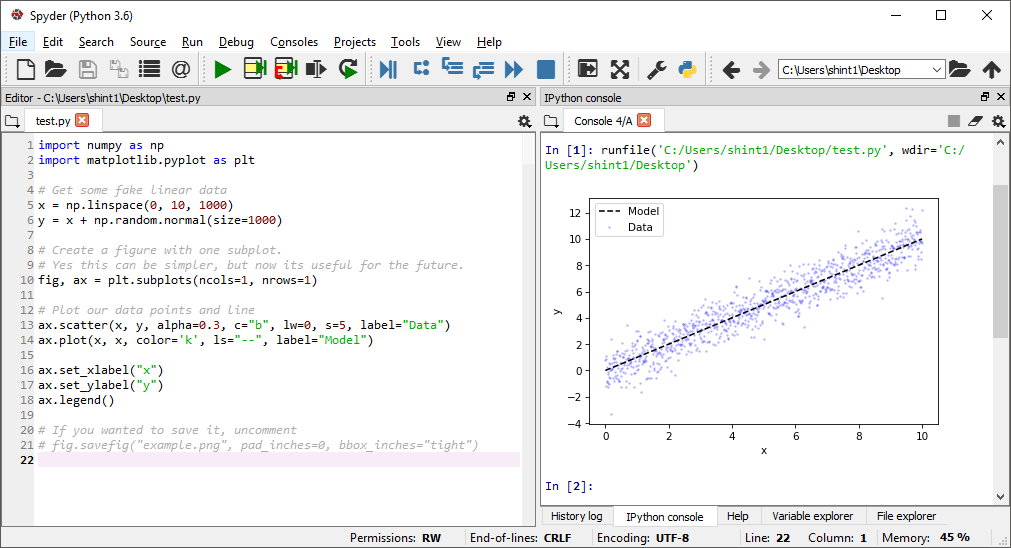 Spyder (Python 3.6)
File Edit Search Source Run Debug Consoles Projects Tools View Help
C:\Users\shint1\Desktop
Editor - C:\Users\shint1\Desktop\test.py
test.py
1 import numpy as np
2 import matplotlib.pyplot as plt
3
4 # Get some fake linear data
5 x = np.linspace(0, 10, 1000)
6 y = x + np.random.normal(size=1000)
7
8 # Create a figure with one subplot.
9 # Yes this can be simpler, but now its useful for the future.
10 fig, ax = plt.subplots(ncols=1, nrows=1)
11
12 # Plot our data points and line
13 ax.scatter(x, y, alpha=0.3, c="b", lw=0, s=5, label="Data")
14 ax.plot(x, x, color='k', ls="--", label="Model")
15
16 ax.set_xlabel("x")
17 ax.set_ylabel("y")
18 ax.legend()
19
20 # If you wanted to save it, uncomment
21 # fig.savefig("example.png", pad_inches=0, bbox_inches="tight")
22
IPython console
Console 4/A
In [1]: runfile('C:/Users/shint1/Desktop/test.py', wdir='C:/
Users/shint1/Desktop')
Model
Data
12
10
8
6
4
2
0
−2
−4
y
0 2 4 6 8 10
x
In [2]:
History log IPython console Help Variable explorer File explorer
Permissions: RW End-of-lines: CRLF Encoding: UTF-8 Line: 22 Column: 1 Memory: 45 %